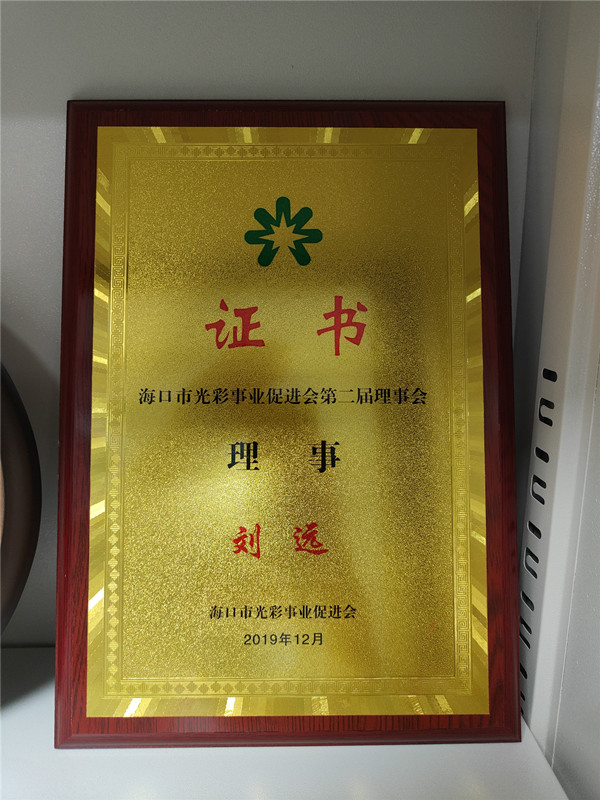 证书
海口市光彩事业促进会第二届理事会
理事
刘远
海口市光彩事业促进会
2019年12月